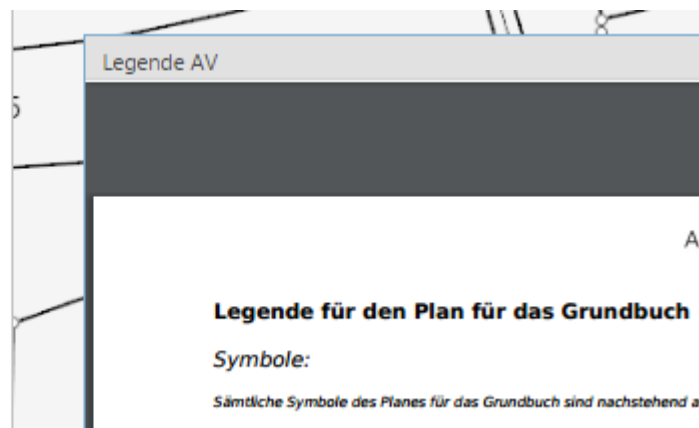 Legende AV
5
A
Legende für den Plan für das Grundbuch
Symbole:
Sämtliche Symbole des Planes für das Grundbuch sind nachstehend a